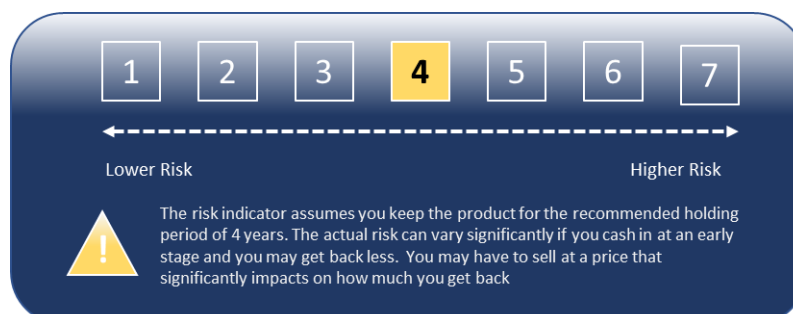 1 2 3 4 5 6 7
Lower Risk Higher Risk
!
The risk indicator assumes you keep the product for the recommended holding
period of 4 years. The actual risk can vary significantly if you cash in at an early
stage and you may get back less. You may have to sell at a price that
significantly impacts on how much you get back